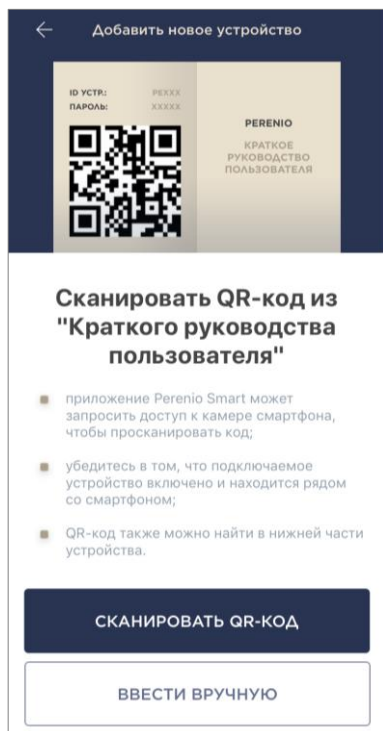 Добавить новое устройство
ID УСТР.: PEXXX
ПАРОЛЬ: XXXXX
PERENIO
КРАТКОЕ
РУКОВОДСТВО
ПОЛЬЗОВАТЕЛЯ
Сканировать QR-код из
"Краткого руководства
пользователя"
приложение Perenio Smart может
запросить доступ к камере смартфона,
чтобы просканировать код;
убедитесь в том, что подключаемое
устройство включено и находится рядом
со смартфоном;
QR-код также можно найти в нижней части
устройства.
СКАНИРОВАТЬ QR-КОД
ВВЕСТИ ВРУЧНУЮ